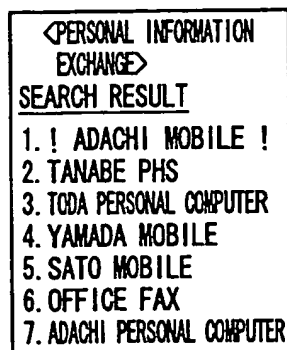 <PERSONAL INFORMATION
EXCHANGE>
SEARCH RESULT
1. ! ADACHI MOBILE !
2. TANABE PHS
3. TODA PERSONAL COMPUTER
4. YAMADA MOBILE
5. SATO MOBILE
6. OFFICE FAX
7. ADACHI PERSONAL COMPUTER